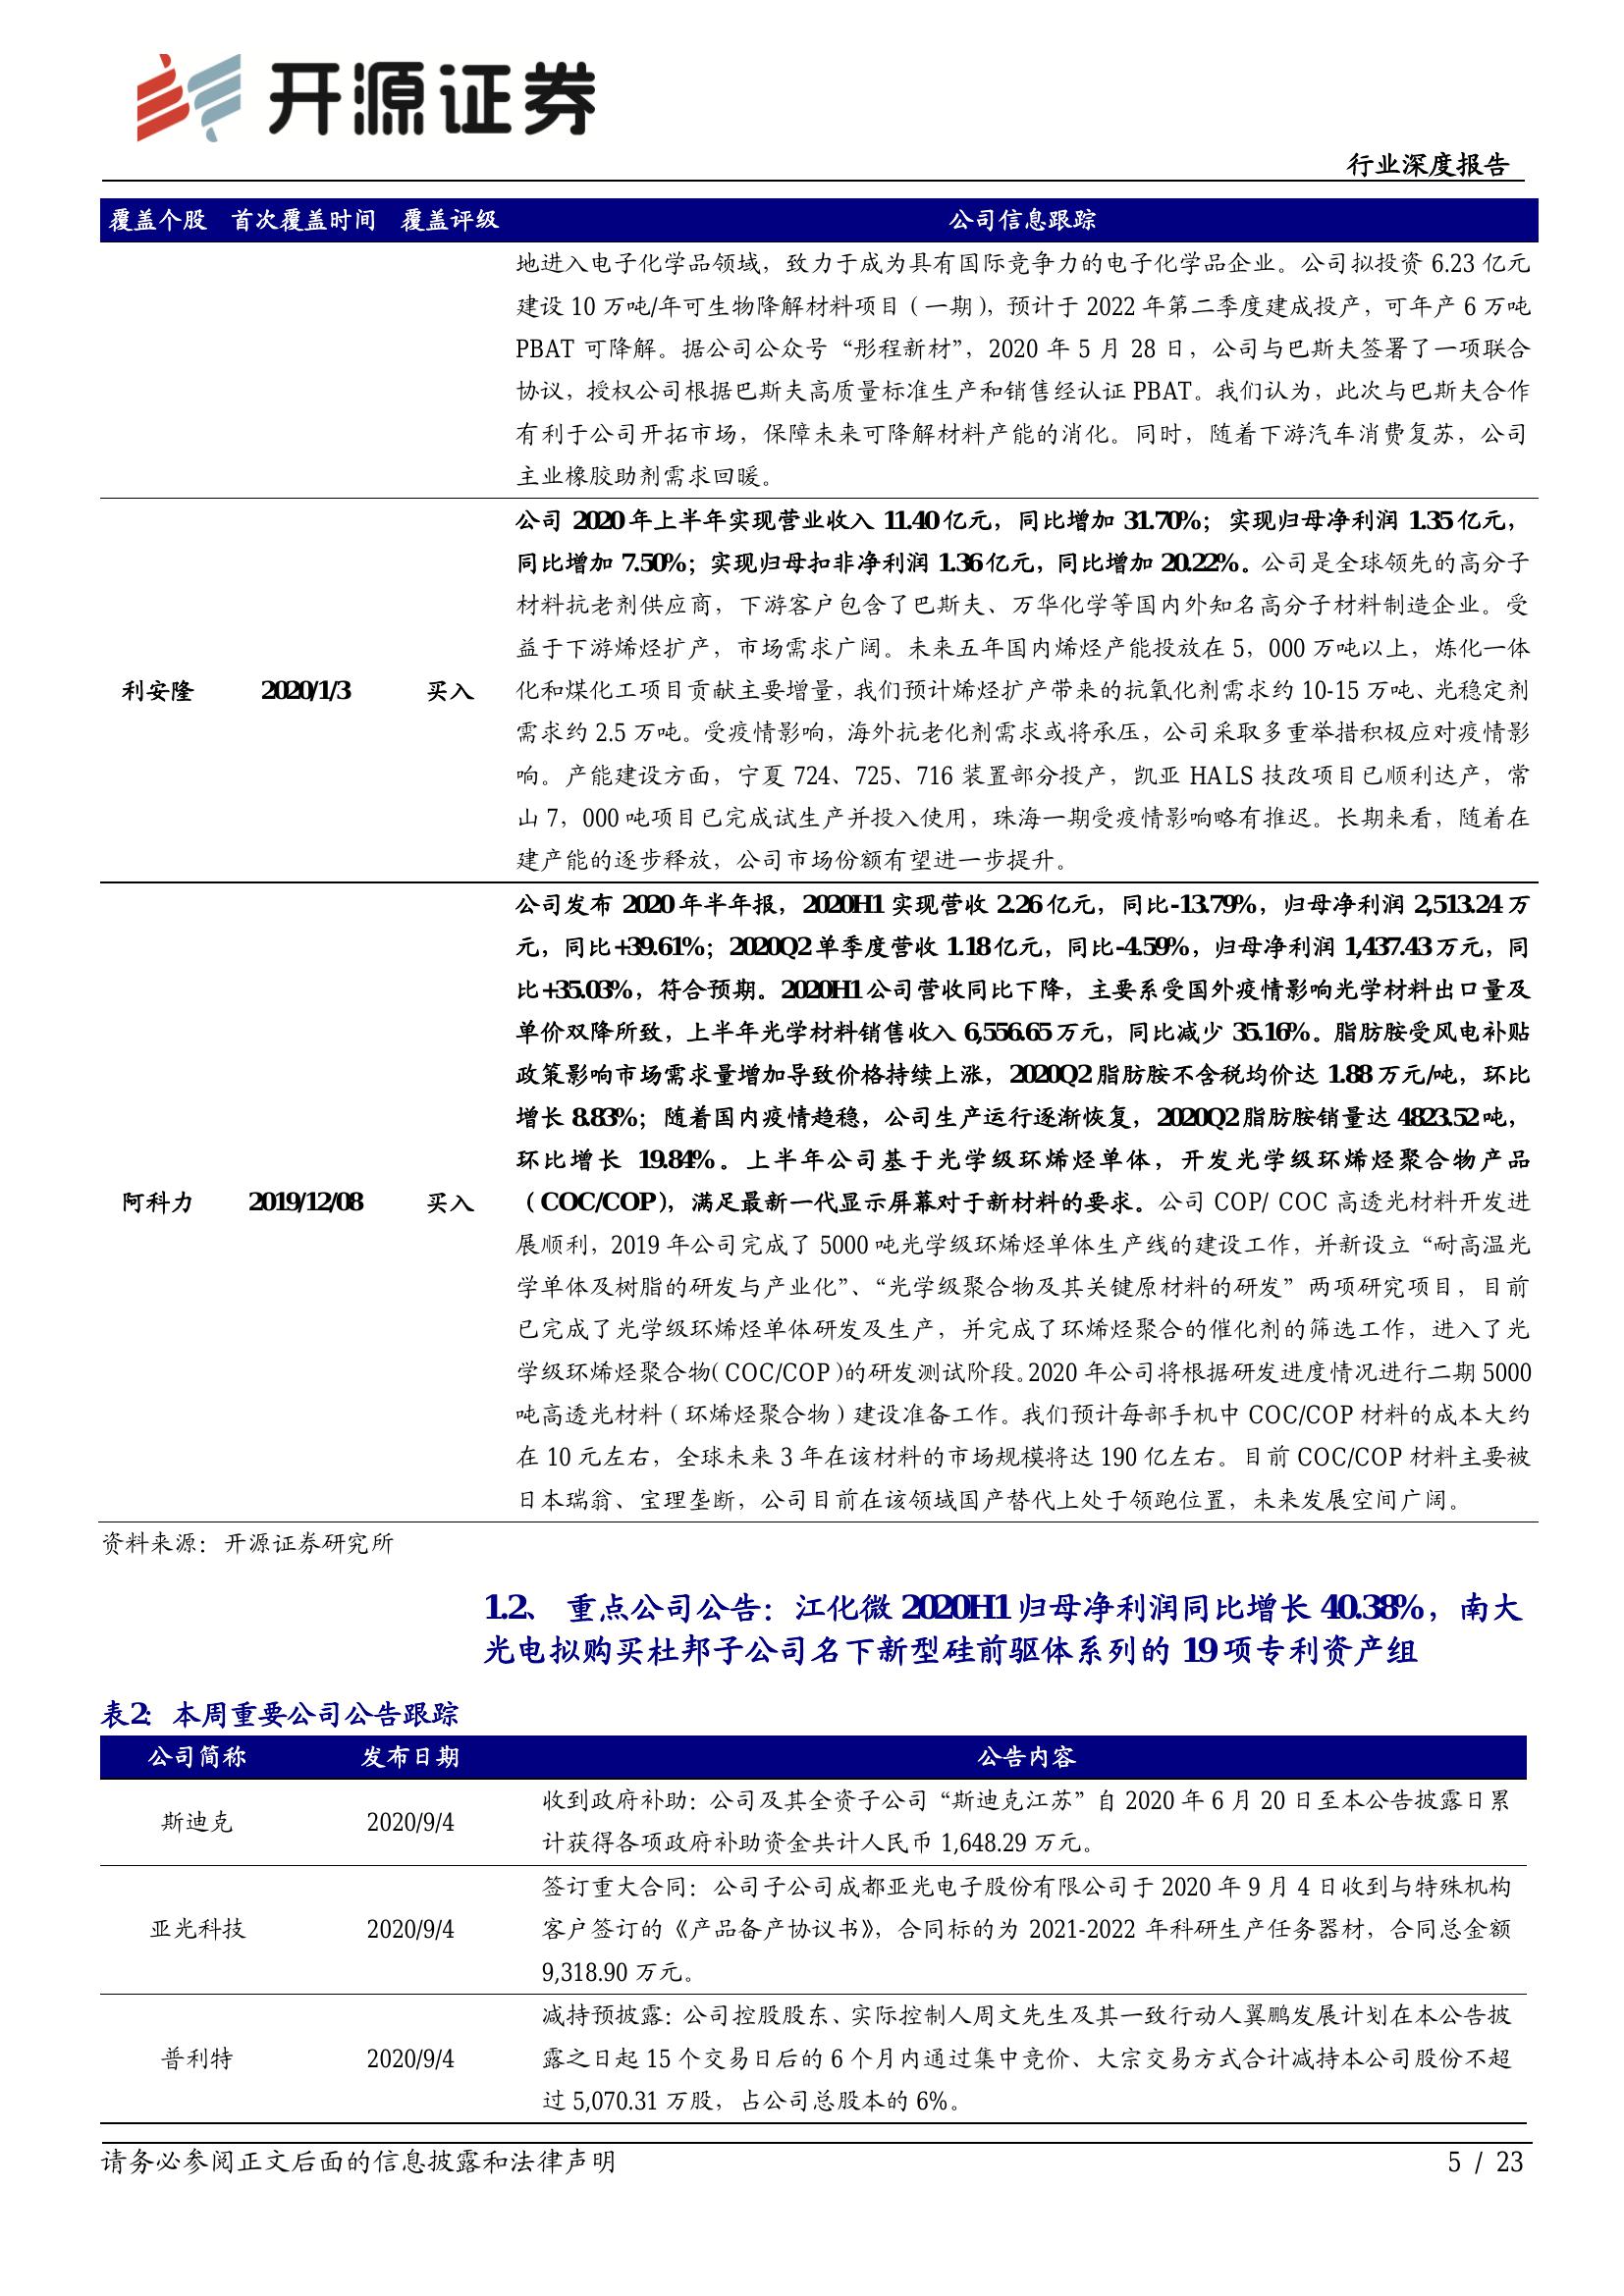 开源证券
行业深度报告
覆盖个股 首次覆盖时间 覆盖评级 公司信息跟踪
地进入电子化学品领域，致力于成为具有国际竞争力的电子化学品企业。公司拟投资 6.23 亿元
建设 10 万吨/年可生物降解材料项目（一期），预计于 2022 年第二季度建成投产，可年产 6 万吨
PBAT 可降解。据公司公众号“彤程新材”，2020 年 5 月 28 日，公司与巴斯夫签署了一项联合
协议，授权公司根据巴斯夫高质量标准生产和销售经认证 PBAT。我们认为，此次与巴斯夫合作
有利于公司开拓市场，保障未来可降解材料产能的消化。同时，随着下游汽车消费复苏，公司
主业橡胶助剂需求回暖。
公司 2020 年上半年实现营业收入 11.40 亿元，同比增加 31.70%；实现归母净利润 1.35 亿元，
同比增加 7.50%；实现归母扣非净利润 1.36 亿元，同比增加 20.22%。公司是全球领先的高分子
材料抗老剂供应商，下游客户包含了巴斯夫、万华化学等国内外知名高分子材料制造企业。受
益于下游烯烃扩产，市场需求广阔。未来五年国内烯烃产能投放在 5，000 万吨以上，炼化一体
利安隆 2020/1/3 买入 化和煤化工项目贡献主要增量，我们预计烯烃扩产带来的抗氧化剂需求约 10-15 万吨、光稳定剂
需求约 2.5 万吨。受疫情影响，海外抗老化剂需求或将承压，公司采取多重举措积极应对疫情影
响。产能建设方面，宁夏 724、725、716 装置部分投产，凯亚 HALS 技改项目已顺利达产，常
山 7，000 吨项目已完成试生产并投入使用，珠海一期受疫情影响略有推迟。长期来看，随着在
建产能的逐步释放，公司市场份额有望进一步提升。
公司发布 2020 年半年报，2020H1 实现营收 2.26 亿元，同比-13.79%，归母净利润 2,513.24 万
元，同比+39.61%；2020Q2 单季度营收 1.18 亿元，同比-4.59%，归母净利润 1,437.43 万元，同
比+35.03%，符合预期。2020H1 公司营收同比下降，主要系受国外疫情影响光学材料出口量及
单价双降所致，上半年光学材料销售收入 6,556.65 万元，同比减少 35.16%。脂肪胺受风电补贴
政策影响市场需求量增加导致价格持续上涨，2020Q2 脂肪胺不含税均价达 1.88 万元/吨，环比
增长 8.83%；随着国内疫情趋稳，公司生产运行逐渐恢复，2020Q2 脂肪胺销量达 4823.52 吨，
环比增长 19.84%。上半年公司基于光学级环烯烃单体，开发光学级环烯烃聚合物产品
阿科力 2019/12/08 买入 （COC/COP），满足最新一代显示屏幕对于新材料的要求。公司 COP/ COC 高透光材料开发进
展顺利，2019 年公司完成了 5000 吨光学级环烯烃单体生产线的建设工作，并新设立“耐高温光
学单体及树脂的研发与产业化”、“光学级聚合物及其关键原材料的研发” 两项研究项目，目前
已完成了光学级环烯烃单体研发及生产，并完成了环烯烃聚合的催化剂的筛选工作，进入了光
学级环烯烃聚合物（COC/COP）的研发测试阶段。2020 年公司将根据研发进度情况进行二期 5000
吨高透光材料（环烯烃聚合物）建设准备工作。我们预计每部手机中 COC/COP 材料的成本大约
在 10 元左右，全球未来 3 年在该材料的市场规模将达 190 亿左右。目前 COC/COP 材料主要被
日本瑞翁、宝理垄断，公司目前在该领域国产替代上处于领跑位置，未来发展空间广阔。
资料来源：开源证券研究所
1.2、 重点公司公告：江化微 2020H1 归母净利润同比增长 40.38%，南大
光电拟购买杜邦子公司名下新型硅前驱体系列的 19 项专利资产组
表2： 本周重要公司公告跟踪
公司简称 发布日期 公告内容
斯迪克 2020/9/4 收到政府补助：公司及其全资子公司“斯迪克江苏”自 2020 年 6 月 20 日至本公告披露日累
计获得各项政府补助资金共计人民币 1,648.29 万元。
签订重大合同：公司子公司成都亚光电子股份有限公司于 2020 年 9 月 4 日收到与特殊机构
亚光科技 2020/9/4 客户签订的《产品备产协议书》，合同标的为 2021-2022 年科研生产任务器材，合同总金额
9,318.90 万元。
减持预披露：公司控股股东、实际控制人周文先生及其一致行动人翼鹏发展计划在本公告披
普利特 2020/9/4 露之日起 15 个交易日后的 6 个月内通过集中竞价、大宗交易方式合计减持本公司股份不超
过 5,070.31 万股，占公司总股本的 6%。
请务必参阅正文后面的信息披露和法律声明 5 / 23